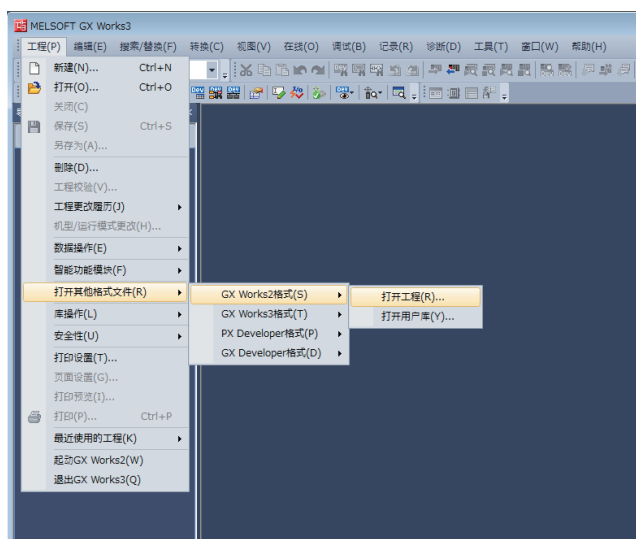 MELSOFT GX Works3
工程(P) 编辑(E) 搜索/替换(F) 转换(C) 视图(V) 在线(O) 调试(B) 记录(R) 诊断(D) 工具(T) 窗口(W) 帮助(H)
新建(N)... Ctrl+N
打开(O)... Ctrl+O
关闭(C)
保存(S) Ctrl+S
另存为(A)...
删除(D)...
工程校验(V)...
工程更改履历(J)
机型/运行模式更改(H)...
数据操作(E)
智能功能模块(F)
打开其他格式文件(R)
GX Works2格式(S)
打开工程(R)...
库操作(L)
GX Works3格式(T)
打开用户库(Y)...
安全性(U)
PX Developer格式(P)
打印设置(T)...
GX Developer格式(D)
页面设置(G)...
打印预览(I)...
打印(P)... Ctrl+P
最近使用的工程(K)
起动GX Works2(W)
退出GX Works3(Q)